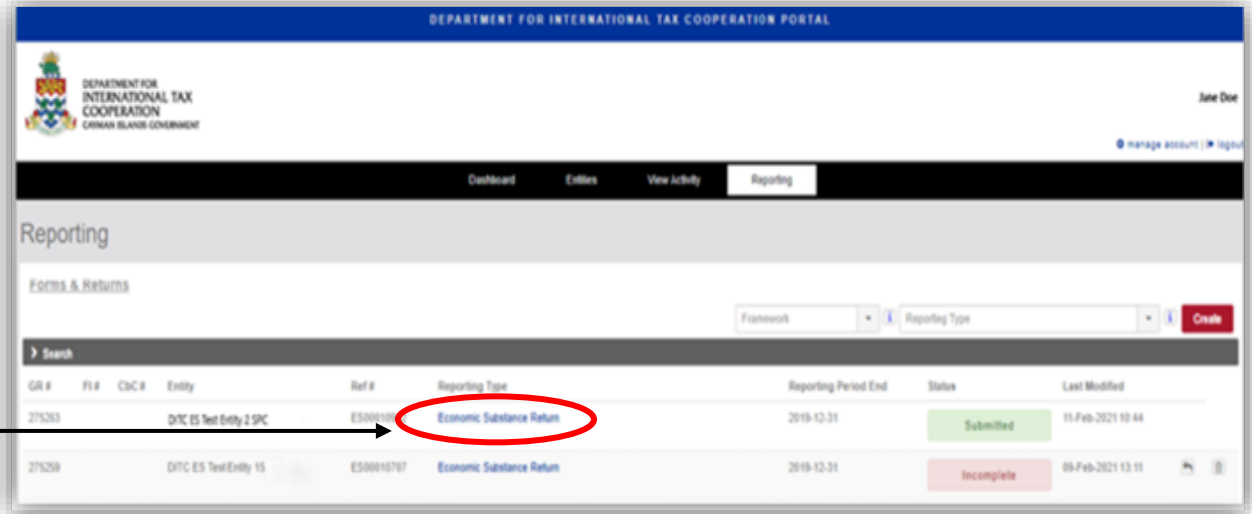 DEPARTMENT FOR INTERNATIONAL TAX COOPERATION PORTAL
DEPARTMENT FOR
INTERNATIONAL TAX
COOPERATION
CAYMAN ISLANDS GOVERNMENT
Jane Doe
manage account | logout
Dashboard Entities View Activity Reporting
Reporting
Forms & Returns
Framework i Reporting Type i Create
Search
GR # FI # CbC # Entity Ref # Reporting Type Reporting Period End Status Last Modified
275263 DITC ES Test Entity 2 SPC Economic Substance Return 2019-12-31 Submitted 11-Feb-2021 10:44
275259 DITC ES Test Entity 15 ES00010707 Economic Substance Return 2019-12-31 Incomplete 09-Feb-2021 13:11